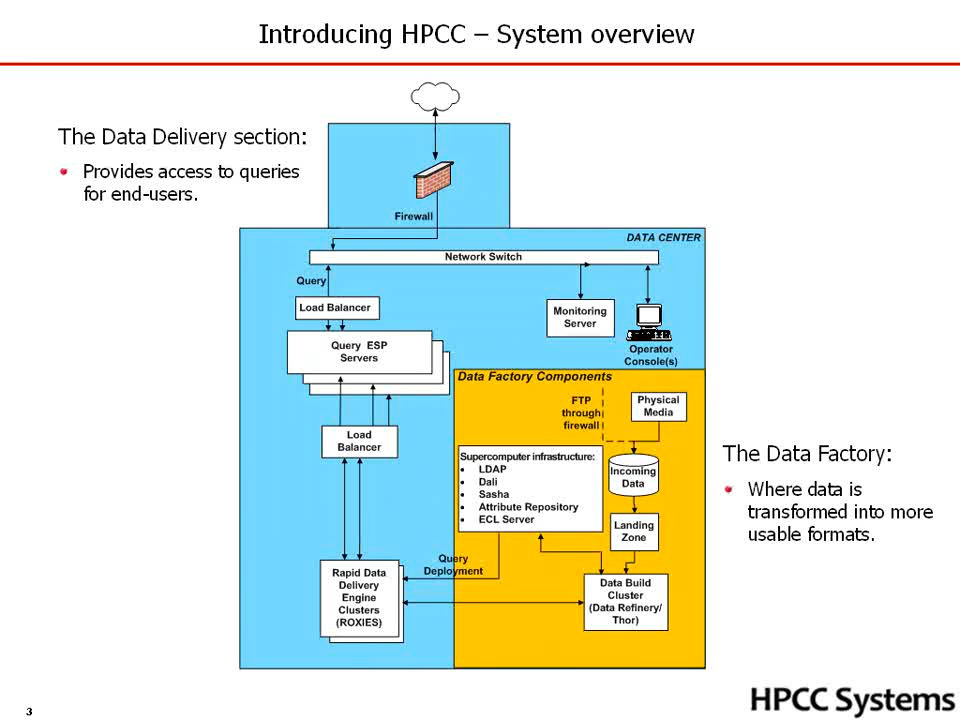 Introducing HPCC – System overview
The Data Delivery section:
Provides access to queries
for end-users.
Firewall
DATA CENTER
Network Switch
Query
Load Balancer
Monitoring
Server
Query ESP
Servers
Operator
Console(s)
Data Factory Components
FTP
through
firewall
Physical
Media
Load
Balancer
Supercomputer infrastructure:
• LDAP
• Dali
• Sasha
• Attribute Repository
• ECL Server
Incoming
Data
Landing
Zone
The Data Factory:
Where data is
transformed into more
usable formats.
Query
Deployment
Rapid Data
Delivery
Engine
Clusters
(ROXIES)
Data Build
Cluster
(Data Refinery/
Thor)
3
HPCC Systems